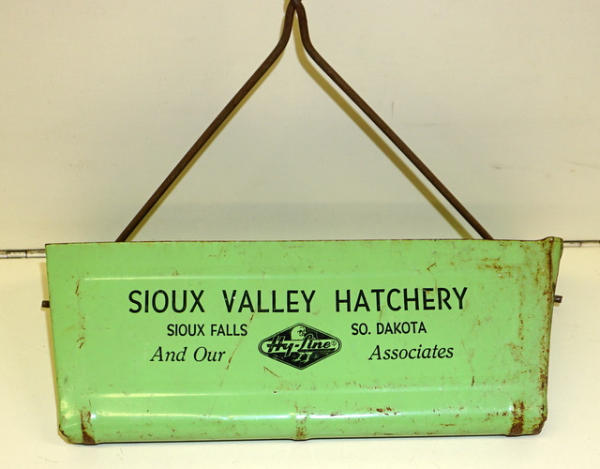 SIOUX VALLEY HATCHERY
SIOUX FALLS SO. DAKOTA
And Our Hy-Line Associates